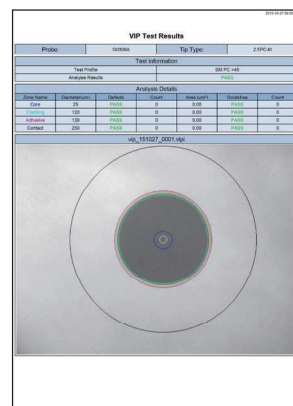 VIP Test Results
Probe: Tip Type: 2.5PC-M
Test Information
Test Profile SM PC >45
Analysis Results PASS
Analysis Details
Zone Name Diameter(um) Defects Count Area (um²) Scratches Count
Core 25 PASS 0 0.00 PASS 0
Cladding 120 PASS 0 0.00 PASS 0
Adhesive 130 PASS 0 0.00 PASS 0
Contact 250 PASS 0 0.00 PASS 0
vip_151027_0001.vipi